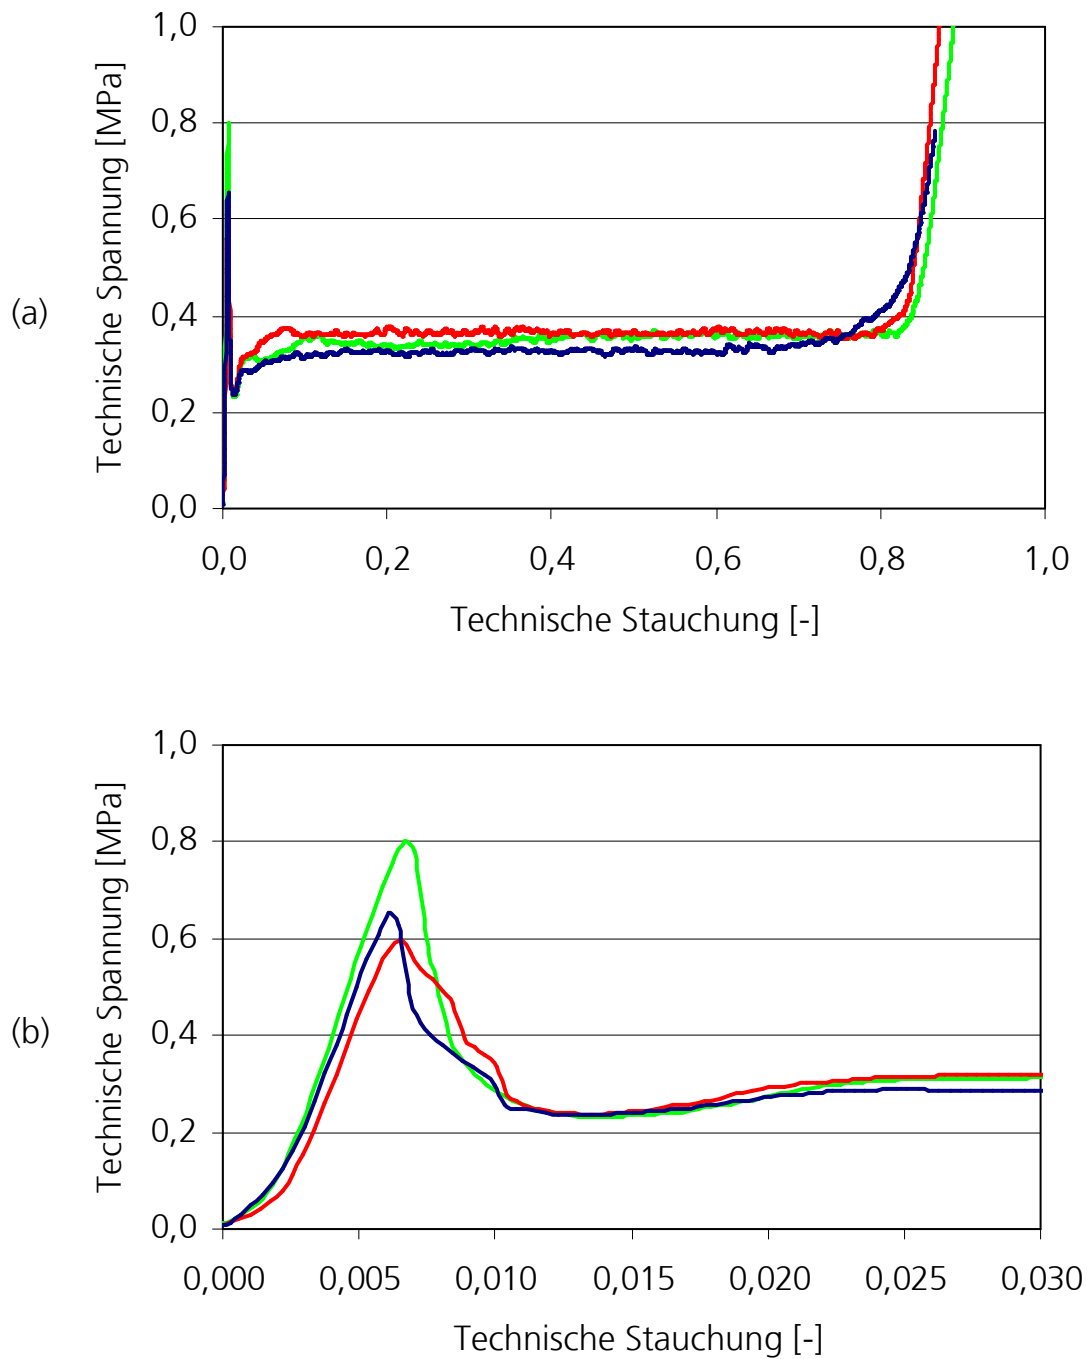 (a)
Technische Spannung [MPa]
1,0
0,8
0,6
0,4
0,2
0,0
0,0 0,2 0,4 0,6 0,8 1,0
Technische Stauchung [-]
(b)
Technische Spannung [MPa]
1,0
0,8
0,6
0,4
0,2
0,0
0,000 0,005 0,010 0,015 0,020 0,025 0,030
Technische Stauchung [-]